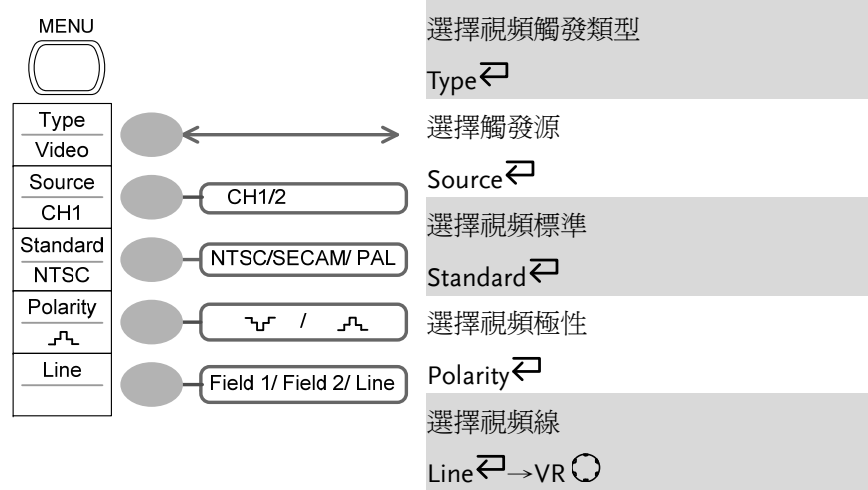 MENU
Type
Video
Source
CH1
CH1/2
Standard
NTSC
NTSC/SECAM/ PAL
Polarity
/
Line
Field 1/ Field 2/ Line
選擇視頻觸發類型
Type
選擇觸發源
Source
選擇視頻標準
Standard
選擇視頻極性
Polarity
選擇視頻線
Line →VR